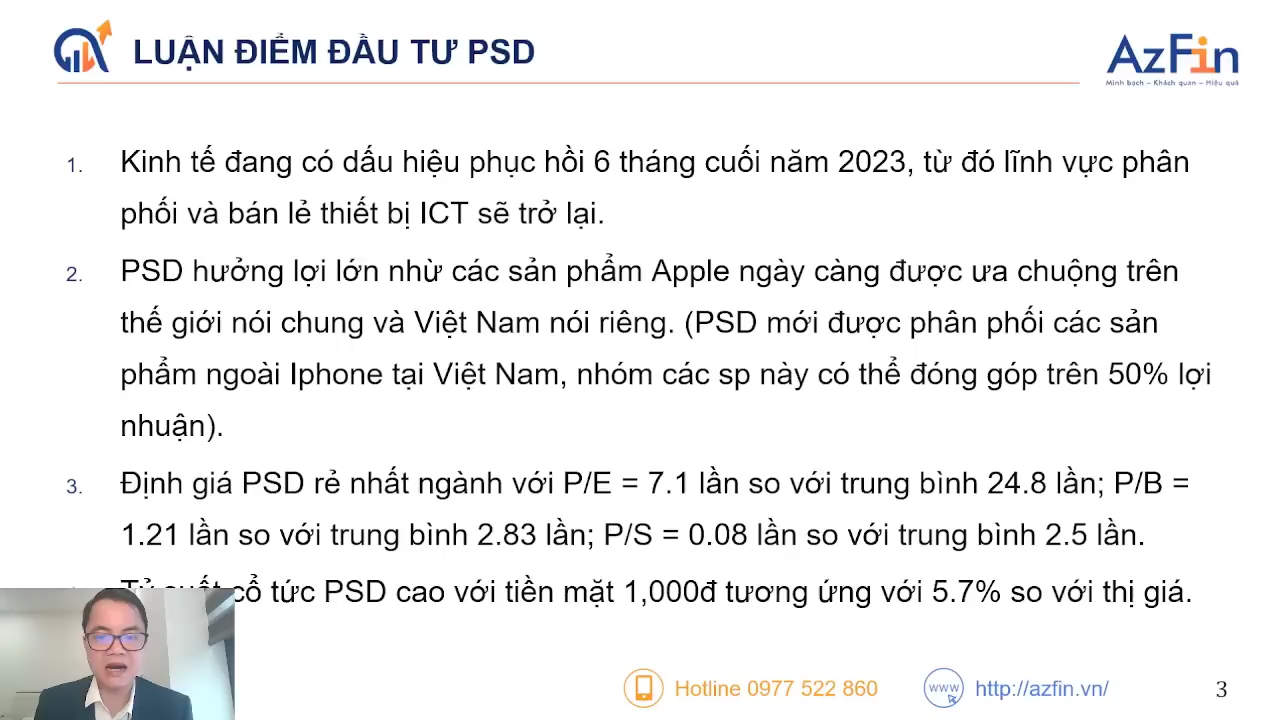 LUẬN ĐIỂM ĐẦU TƯ PSD
AzFin
Minh bạch – Khách quan – Hiệu quả
1. Kinh tế đang có dấu hiệu phục hồi 6 tháng cuối năm 2023, từ đó lĩnh vực phân
phối và bán lẻ thiết bị ICT sẽ trở lại.
2. PSD hưởng lợi lớn nhừ các sản phẩm Apple ngày càng được ưa chuộng trên
thế giới nói chung và Việt Nam nói riêng. (PSD mới được phân phối các sản
phẩm ngoài Iphone tại Việt Nam, nhóm các sp này có thể đóng góp trên 50% lợi
nhuận).
3. Định giá PSD rẻ nhất ngành với P/E = 7.1 lần so với trung bình 24.8 lần; P/B =
1.21 lần so với trung bình 2.83 lần; P/S = 0.08 lần so với trung bình 2.5 lần.
Tỷ suất cổ tức PSD cao với tiền mặt 1,000đ tương ứng với 5.7% so với thị giá.
Hotline 0977 522 860
www
http://azfin.vn/
3